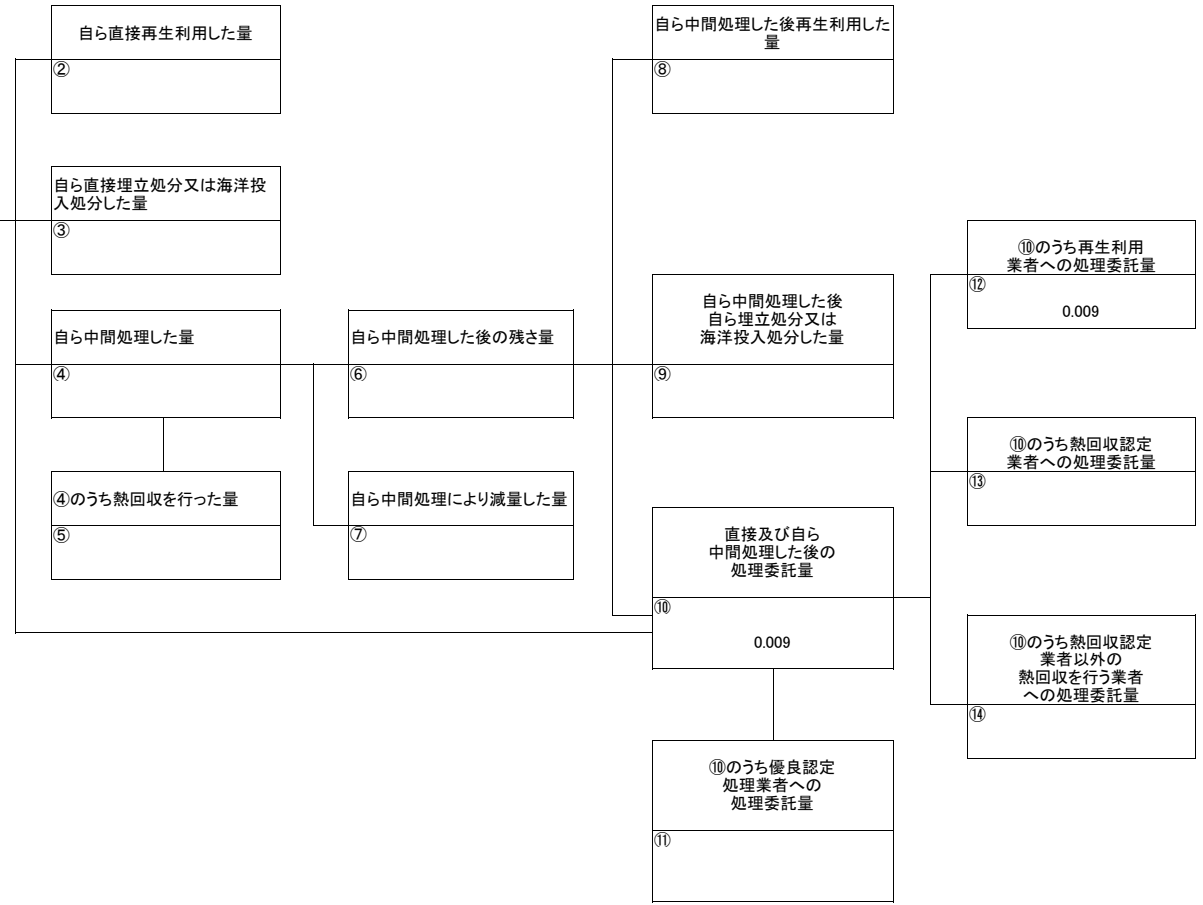 自ら直接再生利用した量
②
自ら中間処理した後再生利用した
量
⑧
自ら直接埋立処分又は海洋投
入処分した量
③
⑩のうち再生利用
業者への処理委託量
⑫
0.009
自ら中間処理した量
④
自ら中間処理した後の残さ量
⑥
自ら中間処理した後
自ら埋立処分又は
海洋投入処分した量
⑨
⑩のうち熱回収認定
業者への処理委託量
⑬
④のうち熱回収を行った量
⑤
自ら中間処理により減量した量
⑦
直接及び自ら
中間処理した後の
処理委託量
⑩
0.009
⑩のうち熱回収認定
業者以外の
熱回収を行う業者
への処理委託量
⑭
⑩のうち優良認定
処理業者への
処理委託量
⑪